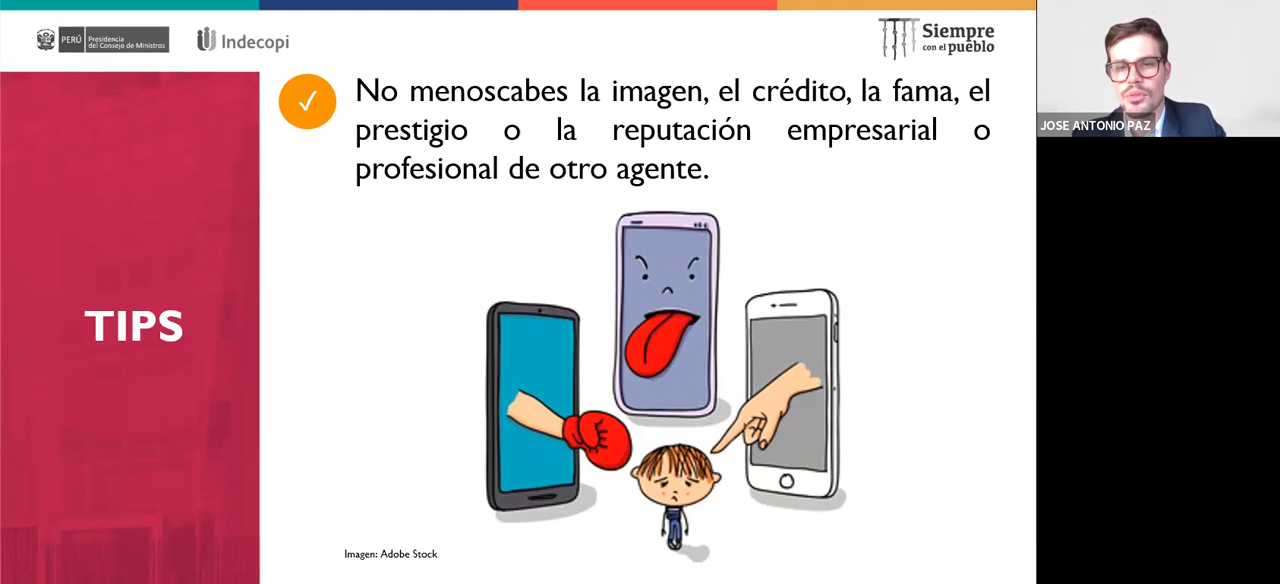 PERÚ
Presidencia
del Consejo de Ministros
Indecopi
Siempre
con el pueblo
No menoscabes la imagen, el crédito, la fama, el
prestigio o la reputación empresarial o
profesional de otro agente.
TIPS
Imagen: Adobe Stock
JOSE ANTONIO PAZ